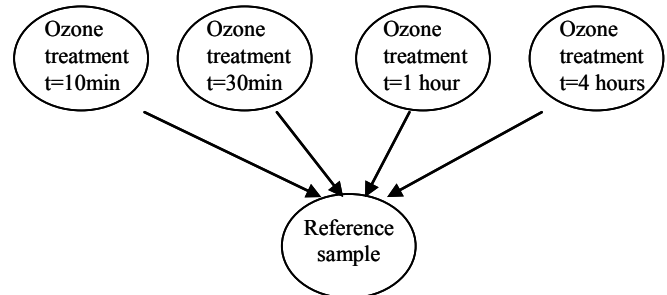 Ozone
treatment
t=10min
Ozone
treatment
t=30min
Ozone
treatment
t=1 hour
Ozone
treatment
t=4 hours
Reference
sample